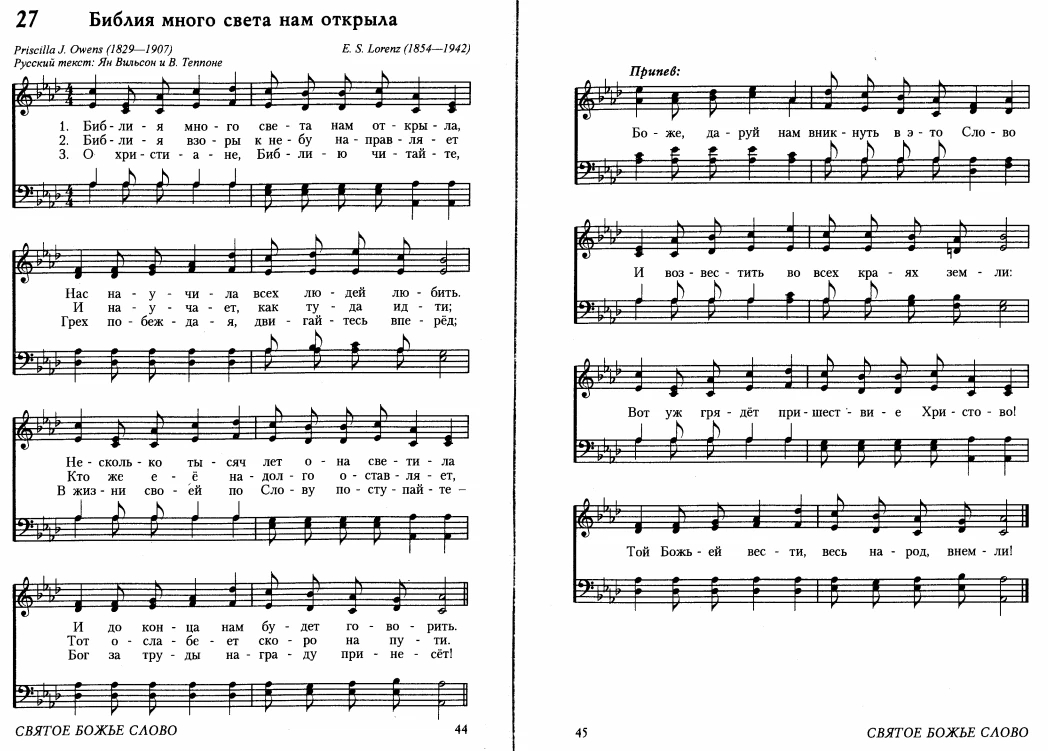 27 Библия много света нам открыла
Priscilla J. Owens (1829—1907) E. S. Lorenz (1854—1942)
Русский текст: Ян Вильсон и В. Теппоне
1. Биб - ли - я мно - го све - та нам от - кры - ла,
2. Биб - ли - я взо - ры к не - бу на - прав - ля - ет
3. О хри - сти - а - не, Биб - ли - ю чи - тай - те,
Нас на - у - чи - ла всех лю - дей лю - бить.
И на - у - ча - ет, как ту - да ид - ти;
Грех по - беж - да - я, дви - гай - тесь впе - рёд;
Не - сколь - ко ты - сяч лет о - на све - ти - ла
Кто же е - ё на - дол - го о - став - ля - ет,
В жиз - ни сво - ей по Сло - ву по - сту - пай - те –
И до кон - ца нам бу - дет го - во - рить.
Тот о - сла - бе - ет ско - ро на пу - ти.
Бог за тру - ды на - гра - ду при - не - сёт!
СВЯТОЕ БОЖЬЕ СЛОВО 44
Припев:
Бо - же, да - руй нам вник - нуть в э - то Сло - во
И воз - вес - тить во всех кра - ях зем - ли:
Вот уж гря - дёт при - шест - ви - е Хри - сто - во!
Той Божь - ей вес - ти, весь на - род, внем - ли!
45 СВЯТОЕ БОЖЬЕ СЛОВО